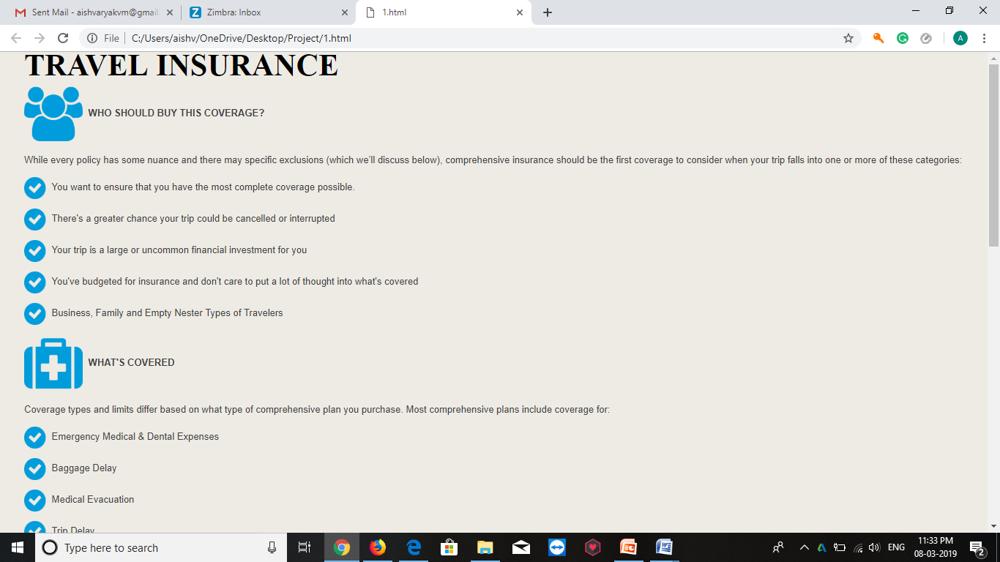 Sent Mail - aishvaryakvm@gmail
Zimbra: Inbox
1.html
File
C:/Users/aishv/OneDrive/Desktop/Project/1.html
A
TRAVEL INSURANCE
WHO SHOULD BUY THIS COVERAGE?
While every policy has some nuance and there may specific exclusions (which we'll discuss below), comprehensive insurance should be the first coverage to consider when your trip falls into one or more of these categories:
You want to ensure that you have the most complete coverage possible.
There's a greater chance your trip could be cancelled or interrupted
Your trip is a large or uncommon financial investment for you
You've budgeted for insurance and don't care to put a lot of thought into what's covered
Business, Family and Empty Nester Types of Travelers
WHAT'S COVERED
Coverage types and limits differ based on what type of comprehensive plan you purchase. Most comprehensive plans include coverage for:
Emergency Medical & Dental Expenses
Baggage Delay
Medical Evacuation
Trip Delay
Type here to search
ENG
11:33 PM
08-03-2019
2